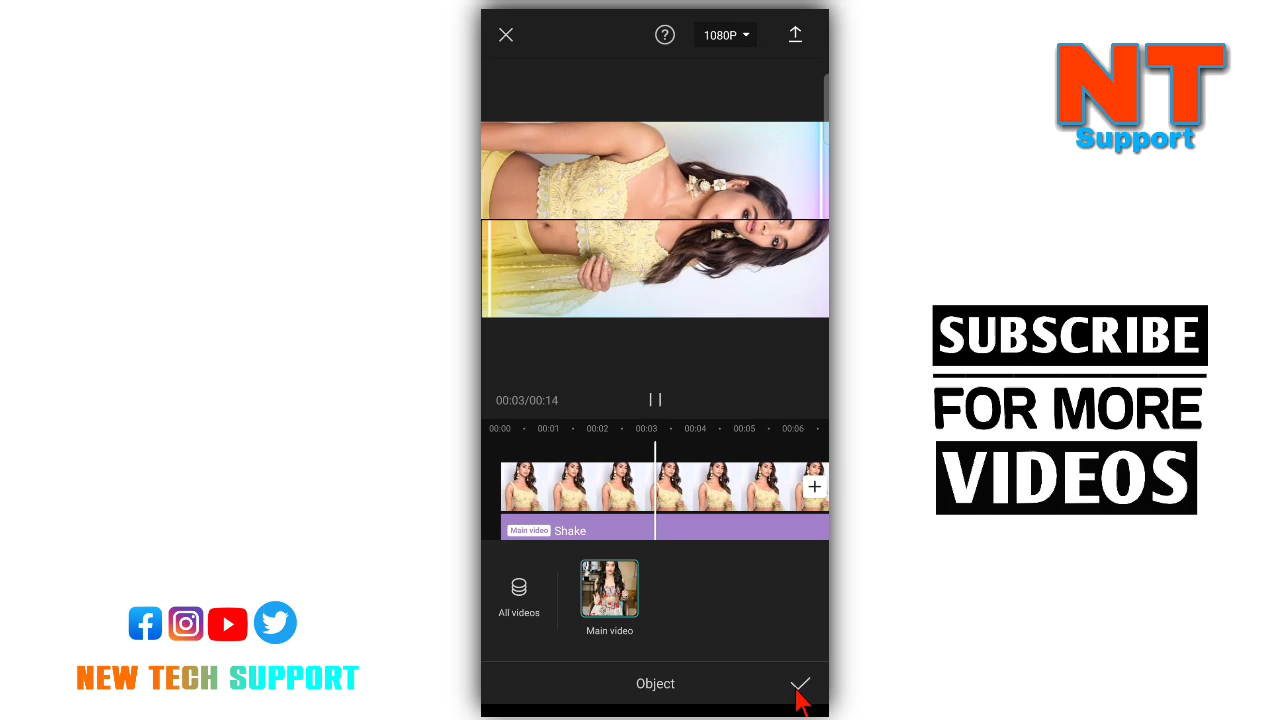 1080P
NT
Support
00:03/00:14
00:00 00:01 00:02 00:03 00:04 00:05 00:06
Main video Shake
All videos
Main video
Object
SUBSCRIBE
FOR MORE
VIDEOS
NEW TECH SUPPORT